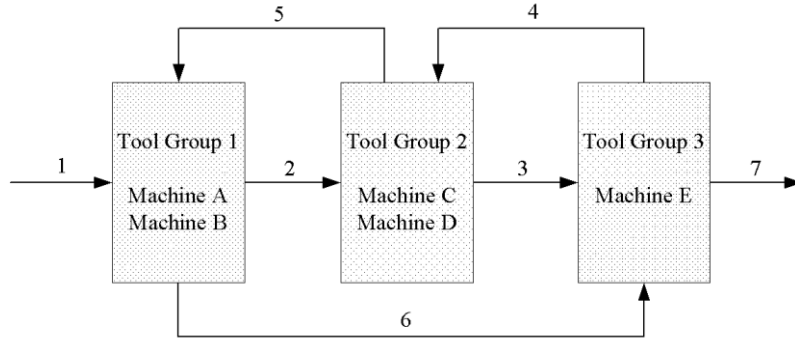 5
4
Tool Group 1
Tool Group 2
Tool Group 3
1
2
3
7
Machine A
Machine C
Machine E
Machine B
Machine D
6